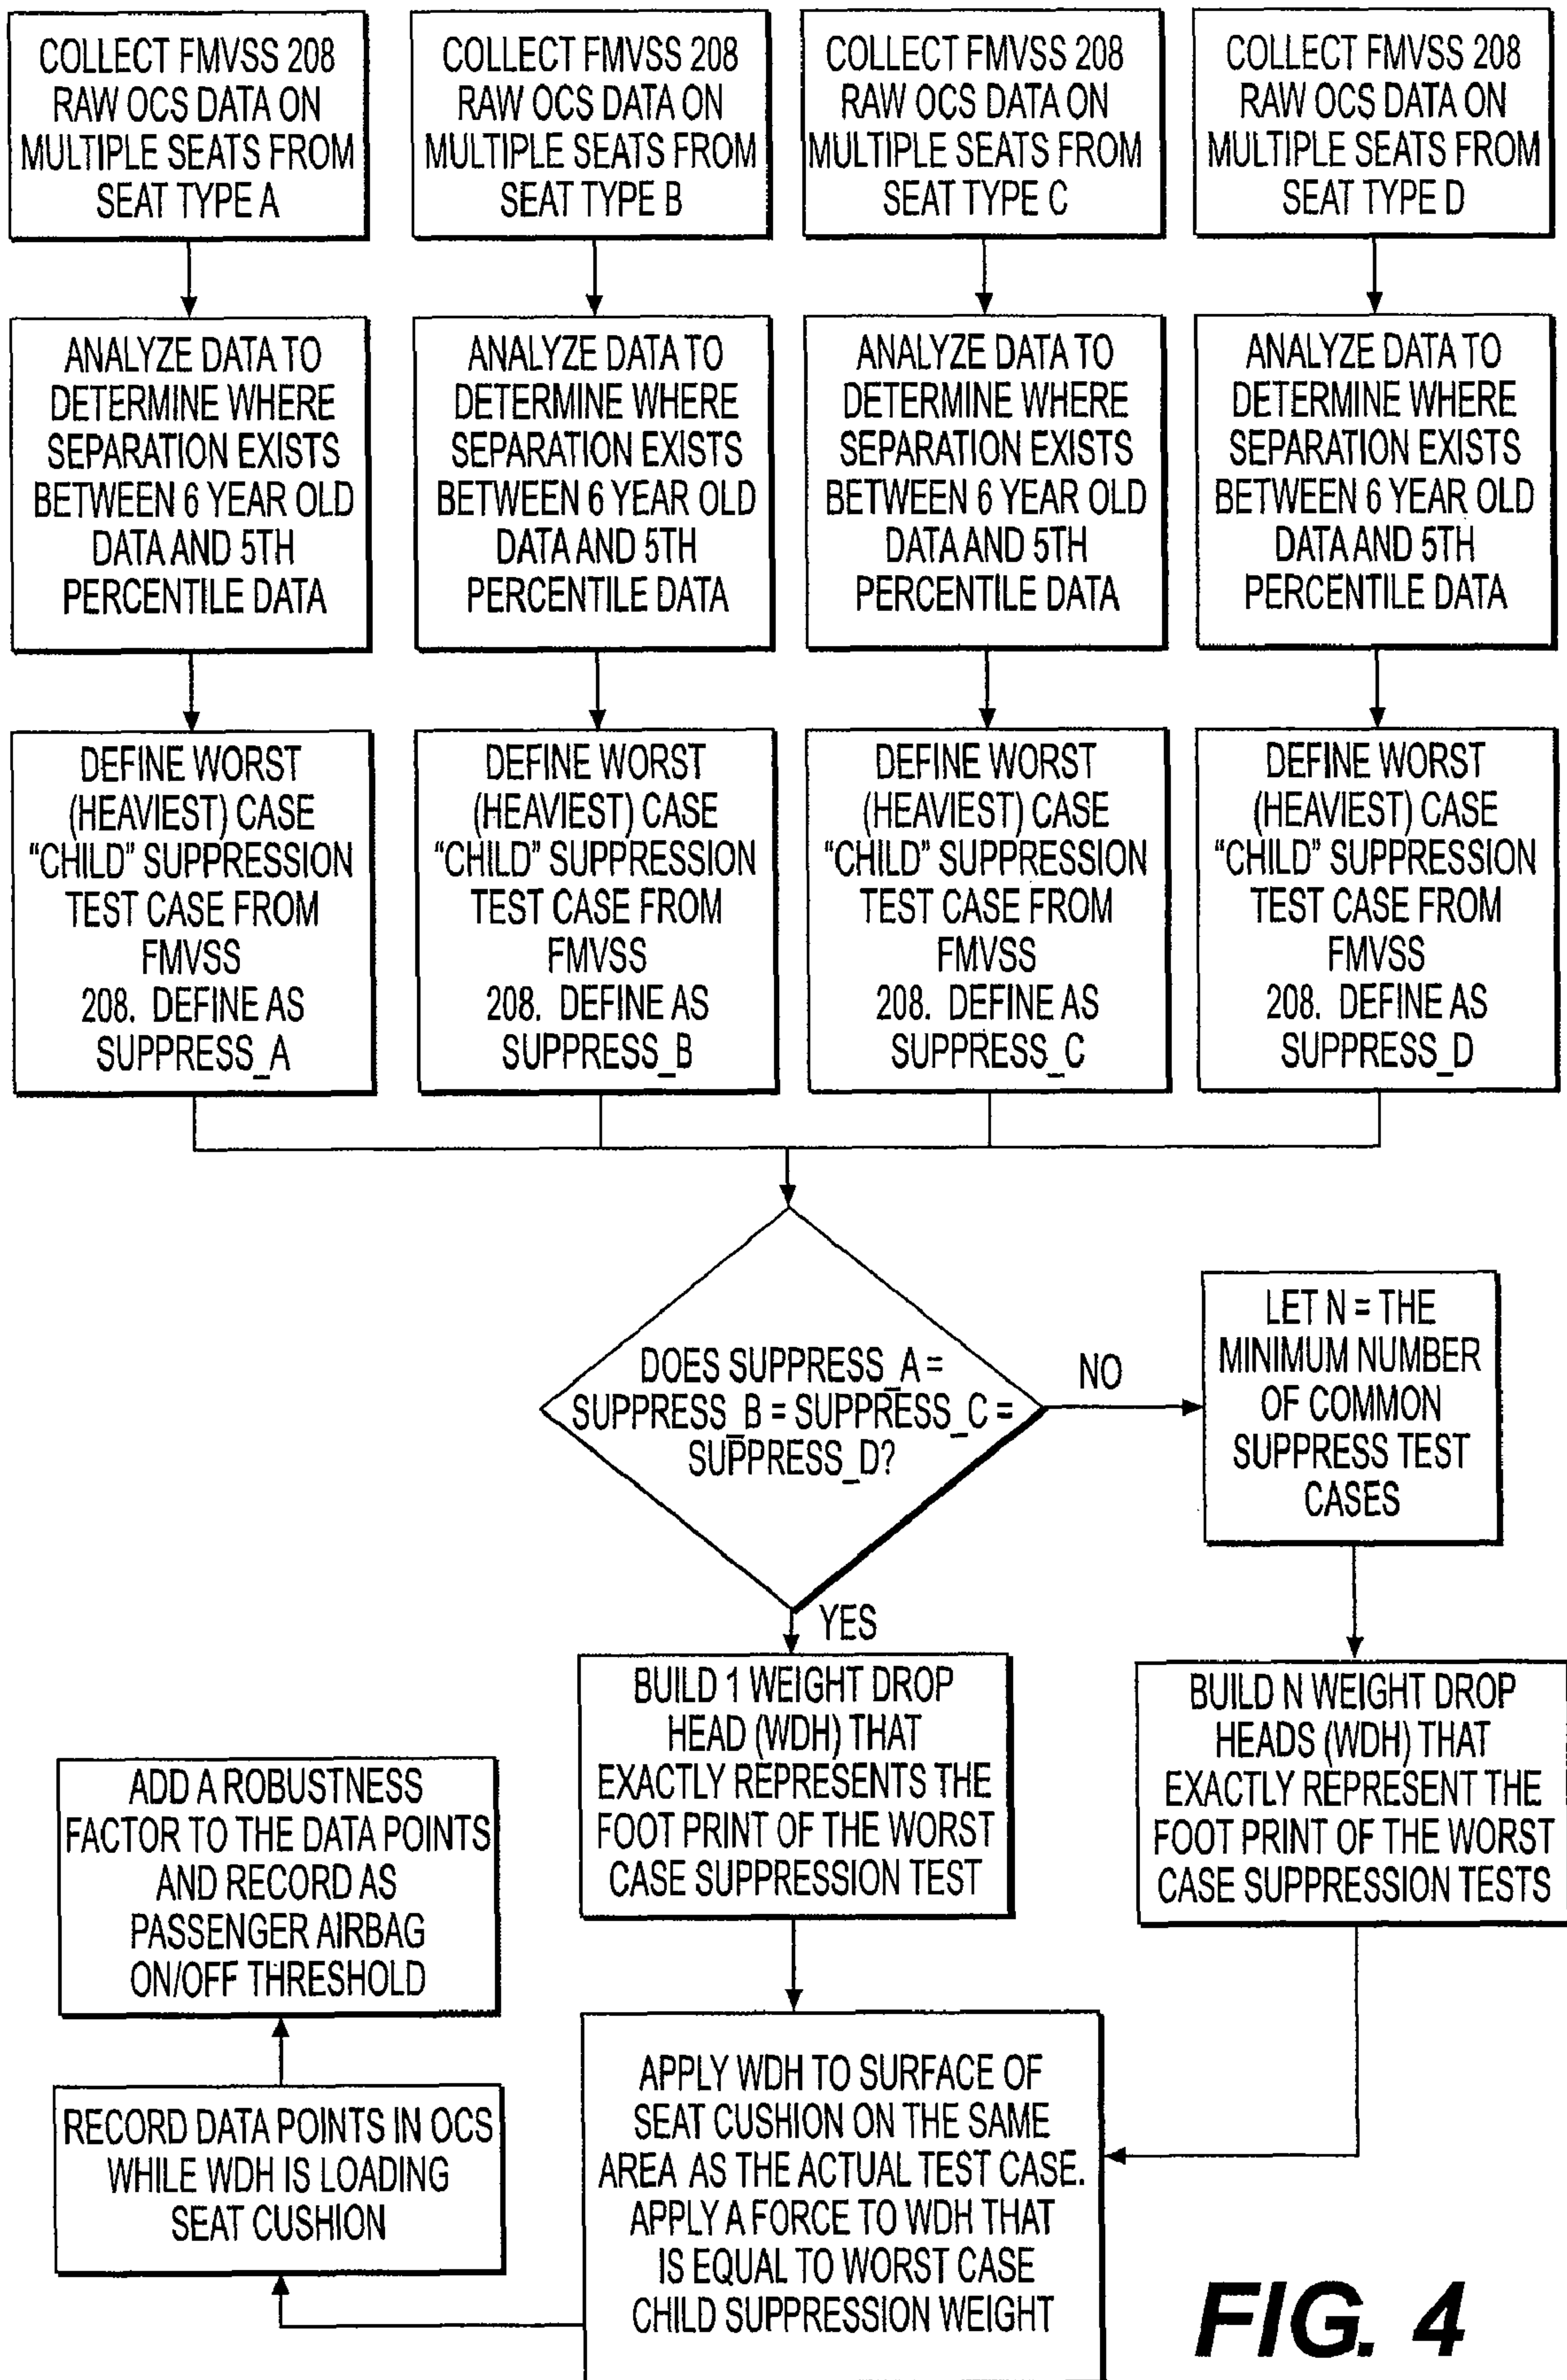 COLLECT FMVSS 208
RAW OCS DATA ON
MULTIPLE SEATS FROM
SEAT TYPE A
COLLECT FMVSS 208
RAW OCS DATA ON
MULTIPLE SEATS FROM
SEAT TYPE B
COLLECT FMVSS 208
RAW OCS DATA ON
MULTIPLE SEATS FROM
SEAT TYPE C
COLLECT FMVSS 208
RAW OCS DATA ON
MULTIPLE SEATS FROM
SEAT TYPE D
ANALYZE DATA TO
DETERMINE WHERE
SEPARATION EXISTS
BETWEEN 6 YEAR OLD
DATA AND 5TH
PERCENTILE DATA
ANALYZE DATA TO
DETERMINE WHERE
SEPARATION EXISTS
BETWEEN 6 YEAR OLD
DATA AND 5TH
PERCENTILE DATA
ANALYZE DATA TO
DETERMINE WHERE
SEPARATION EXISTS
BETWEEN 6 YEAR OLD
DATA AND 5TH
PERCENTILE DATA
ANALYZE DATA TO
DETERMINE WHERE
SEPARATION EXISTS
BETWEEN 6 YEAR OLD
DATA AND 5TH
PERCENTILE DATA
DEFINE WORST
(HEAVIEST) CASE
“CHILD” SUPPRESSION
TEST CASE FROM
FMVSS
208. DEFINE AS
SUPPRESS_A
DEFINE WORST
(HEAVIEST) CASE
“CHILD” SUPPRESSION
TEST CASE FROM
FMVSS
208. DEFINE AS
SUPPRESS_B
DEFINE WORST
(HEAVIEST) CASE
“CHILD” SUPPRESSION
TEST CASE FROM
FMVSS
208. DEFINE AS
SUPPRESS_C
DEFINE WORST
(HEAVIEST) CASE
“CHILD” SUPPRESSION
TEST CASE FROM
FMVSS
208. DEFINE AS
SUPPRESS_D
DOES SUPPRESS_A =
SUPPRESS_B = SUPPRESS_C =
SUPPRESS_D?
NO
LET N = THE
MINIMUM NUMBER
OF COMMON
SUPPRESS TEST
CASES
YES
BUILD 1 WEIGHT DROP
HEAD (WDH) THAT
EXACTLY REPRESENTS THE
FOOT PRINT OF THE WORST
CASE SUPPRESSION TEST
BUILD N WEIGHT DROP
HEADS (WDH) THAT
EXACTLY REPRESENT THE
FOOT PRINT OF THE WORST
CASE SUPPRESSION TESTS
APPLY WDH TO SURFACE OF
SEAT CUSHION ON THE SAME
AREA AS THE ACTUAL TEST CASE.
APPLY A FORCE TO WDH THAT
IS EQUAL TO WORST CASE
CHILD SUPPRESSION WEIGHT
RECORD DATA POINTS IN OCS
WHILE WDH IS LOADING
SEAT CUSHION
ADD A ROBUSTNESS
FACTOR TO THE DATA POINTS
AND RECORD AS
PASSENGER AIRBAG
ON/OFF THRESHOLD
FIG. 4